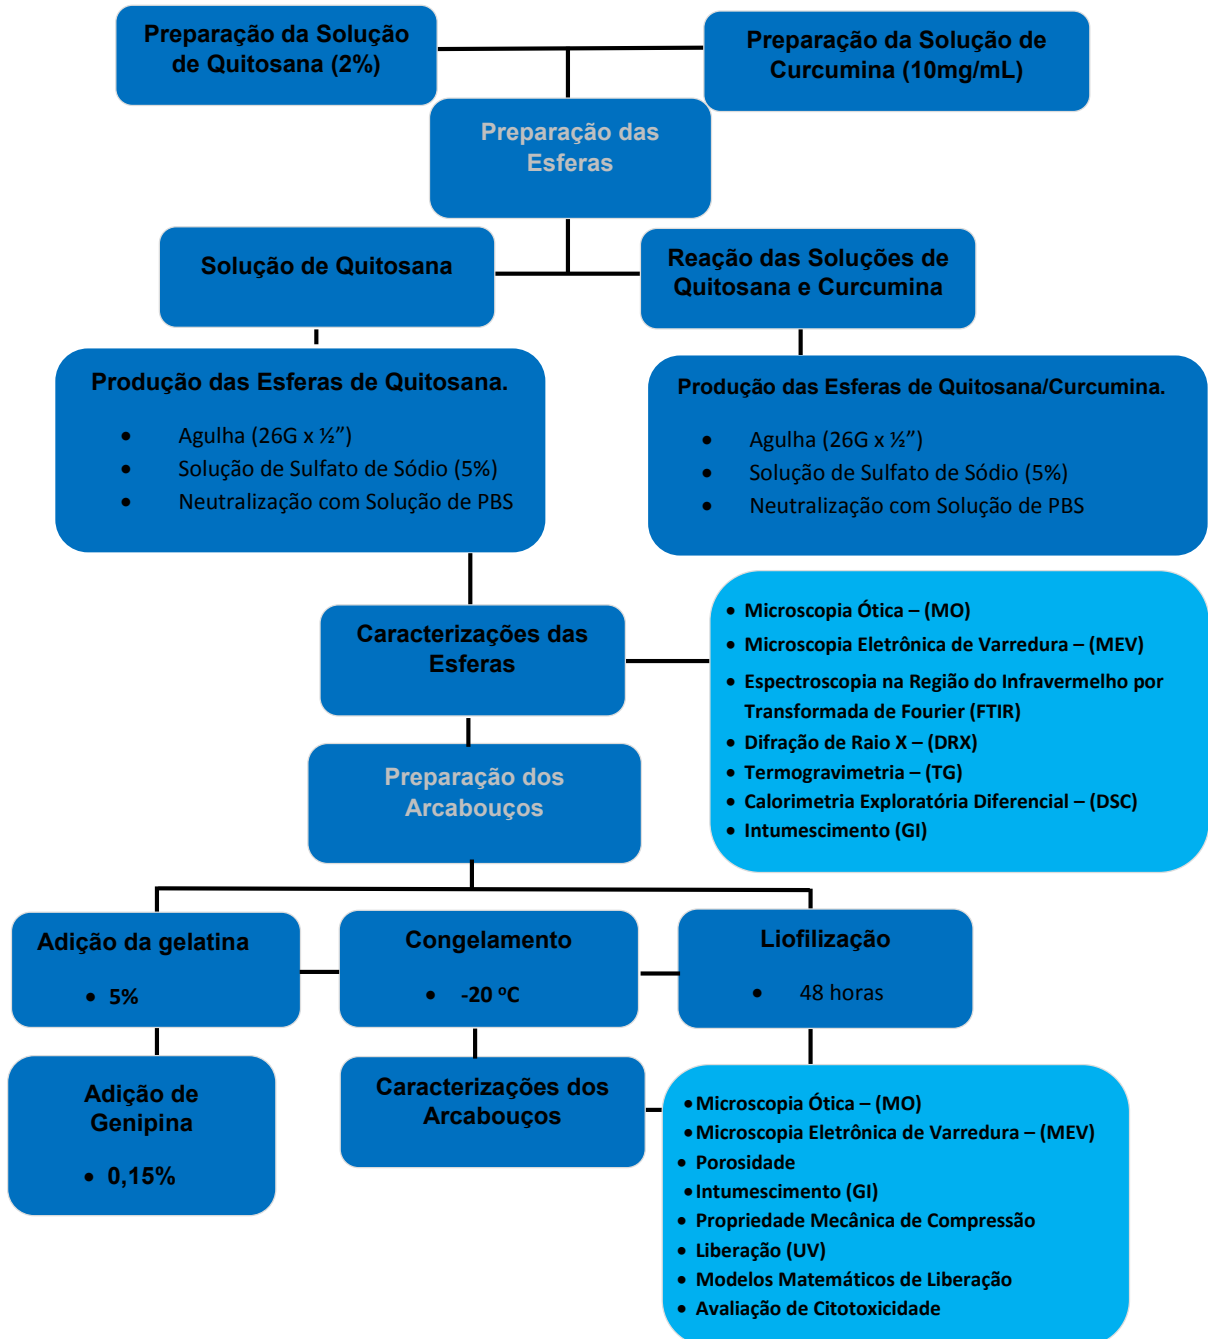 Preparação da Solução
de Quitosana (2%)
Preparação da Solução de
Curcumina (10mg/mL)
Preparação das
Esferas
Solução de Quitosana
Reação das Soluções de
Quitosana e Curcumina
Produção das Esferas de Quitosana.
• Agulha (26G x ½”)
• Solução de Sulfato de Sódio (5%)
• Neutralização com Solução de PBS
Produção das Esferas de Quitosana/Curcumina.
• Agulha (26G x ½”)
• Solução de Sulfato de Sódio (5%)
• Neutralização com Solução de PBS
Caracterizações das
Esferas
• Microscopia Ótica – (MO)
• Microscopia Eletrônica de Varredura – (MEV)
• Espectroscopia na Região do Infravermelho por
Transformada de Fourier (FTIR)
• Difração de Raio X – (DRX)
• Termogravimetria – (TG)
• Calorimetria Exploratória Diferencial – (DSC)
• Intumescimento (GI)
Preparação dos
Arcabouços
Adição da gelatina
• 5%
Congelamento
• -20 ºC
Liofilização
• 48 horas
Adição de
Genipina
• 0,15%
Caracterizações dos
Arcabouços
• Microscopia Ótica – (MO)
• Microscopia Eletrônica de Varredura – (MEV)
• Porosidade
• Intumescimento (GI)
• Propriedade Mecânica de Compressão
• Liberação (UV)
• Modelos Matemáticos de Liberação
• Avaliação de Citotoxicidade